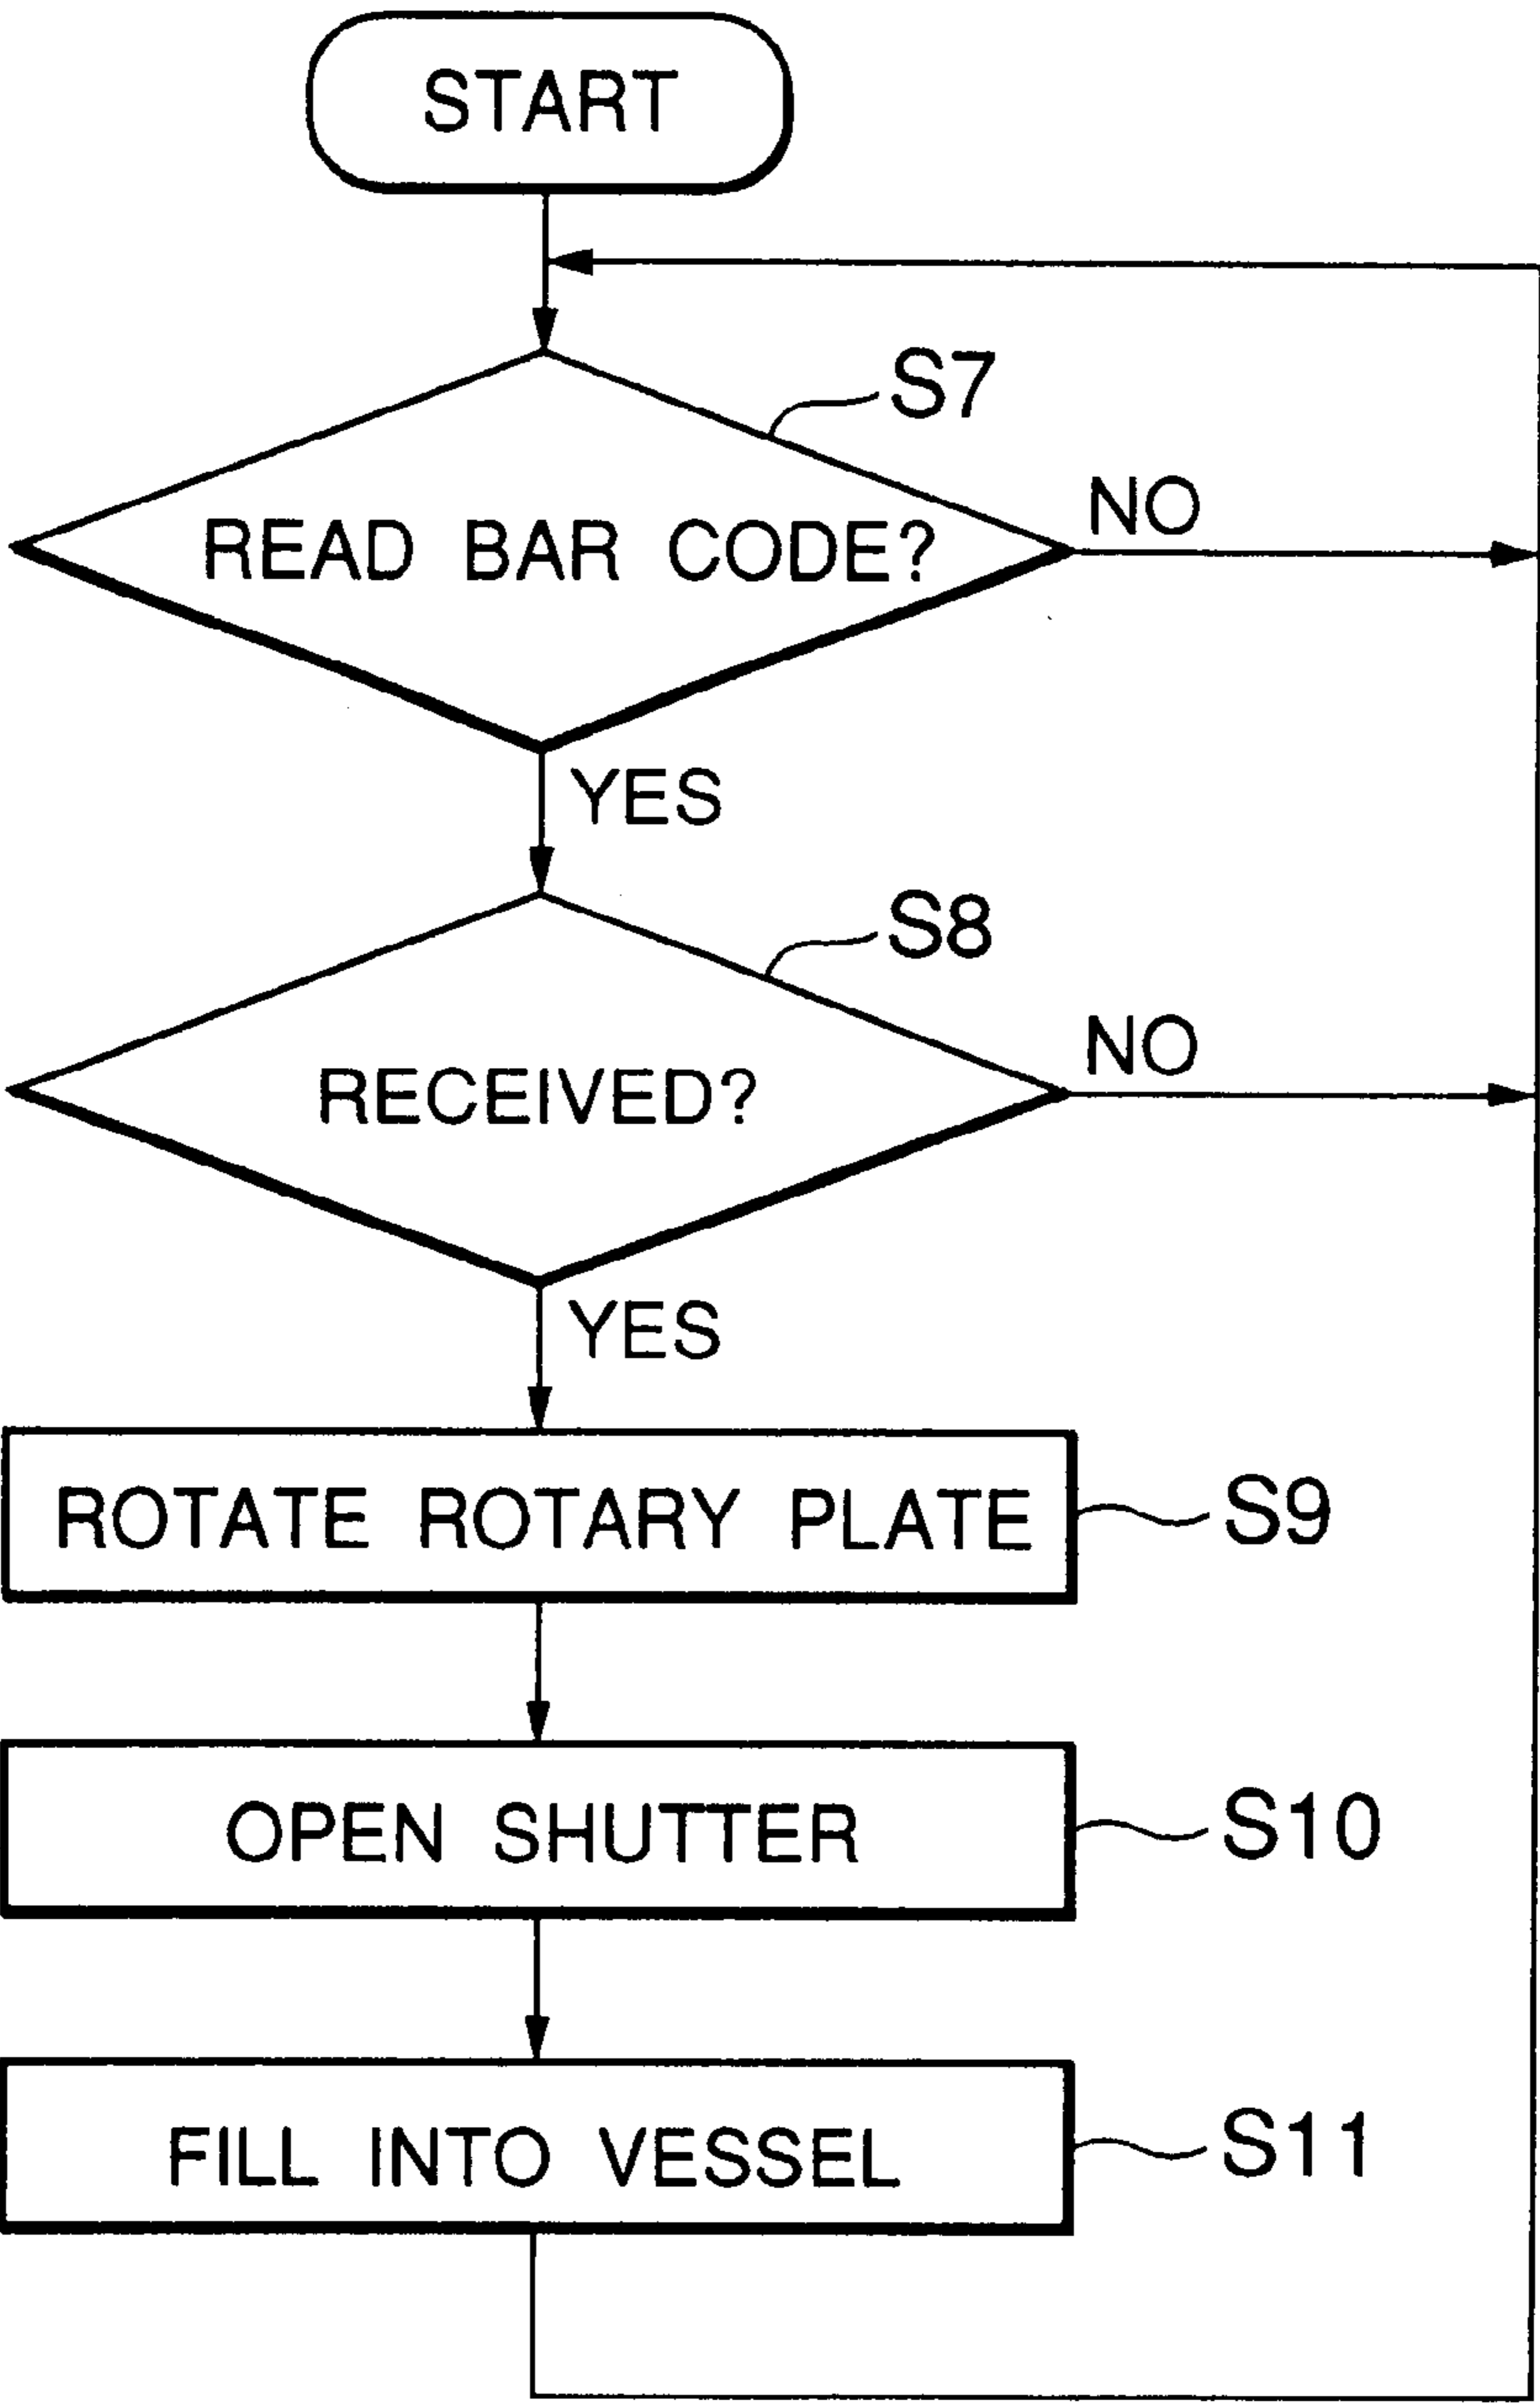 START
S7
NO
READ BAR CODE?
YES
S8
NO
RECEIVED?
YES
ROTATE ROTARY PLATE
S9
OPEN SHUTTER
S10
FILL INTO VESSEL
S11